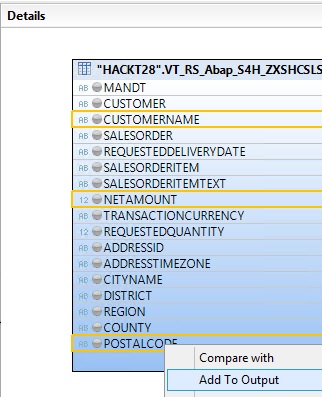 Details
"HACKT28".VT_RS_Abap_S4H_ZXSHCSLS
AB MANDT
AB CUSTOMER
AB CUSTOMERNAME
AB SALESORDER
AB REQUESTEDDELIVERYDATE
AB SALESORDERITEM
AB SALESORDERITEMTEXT
12 NETAMOUNT
AB TRANSACTIONCURRENCY
12 REQUESTEDQUANTITY
AB ADDRESSID
AB ADDRESSTIMEZONE
AB CITYNAME
AB DISTRICT
AB REGION
AB COUNTY
AB POSTALCODE
Compare with
Add To Output